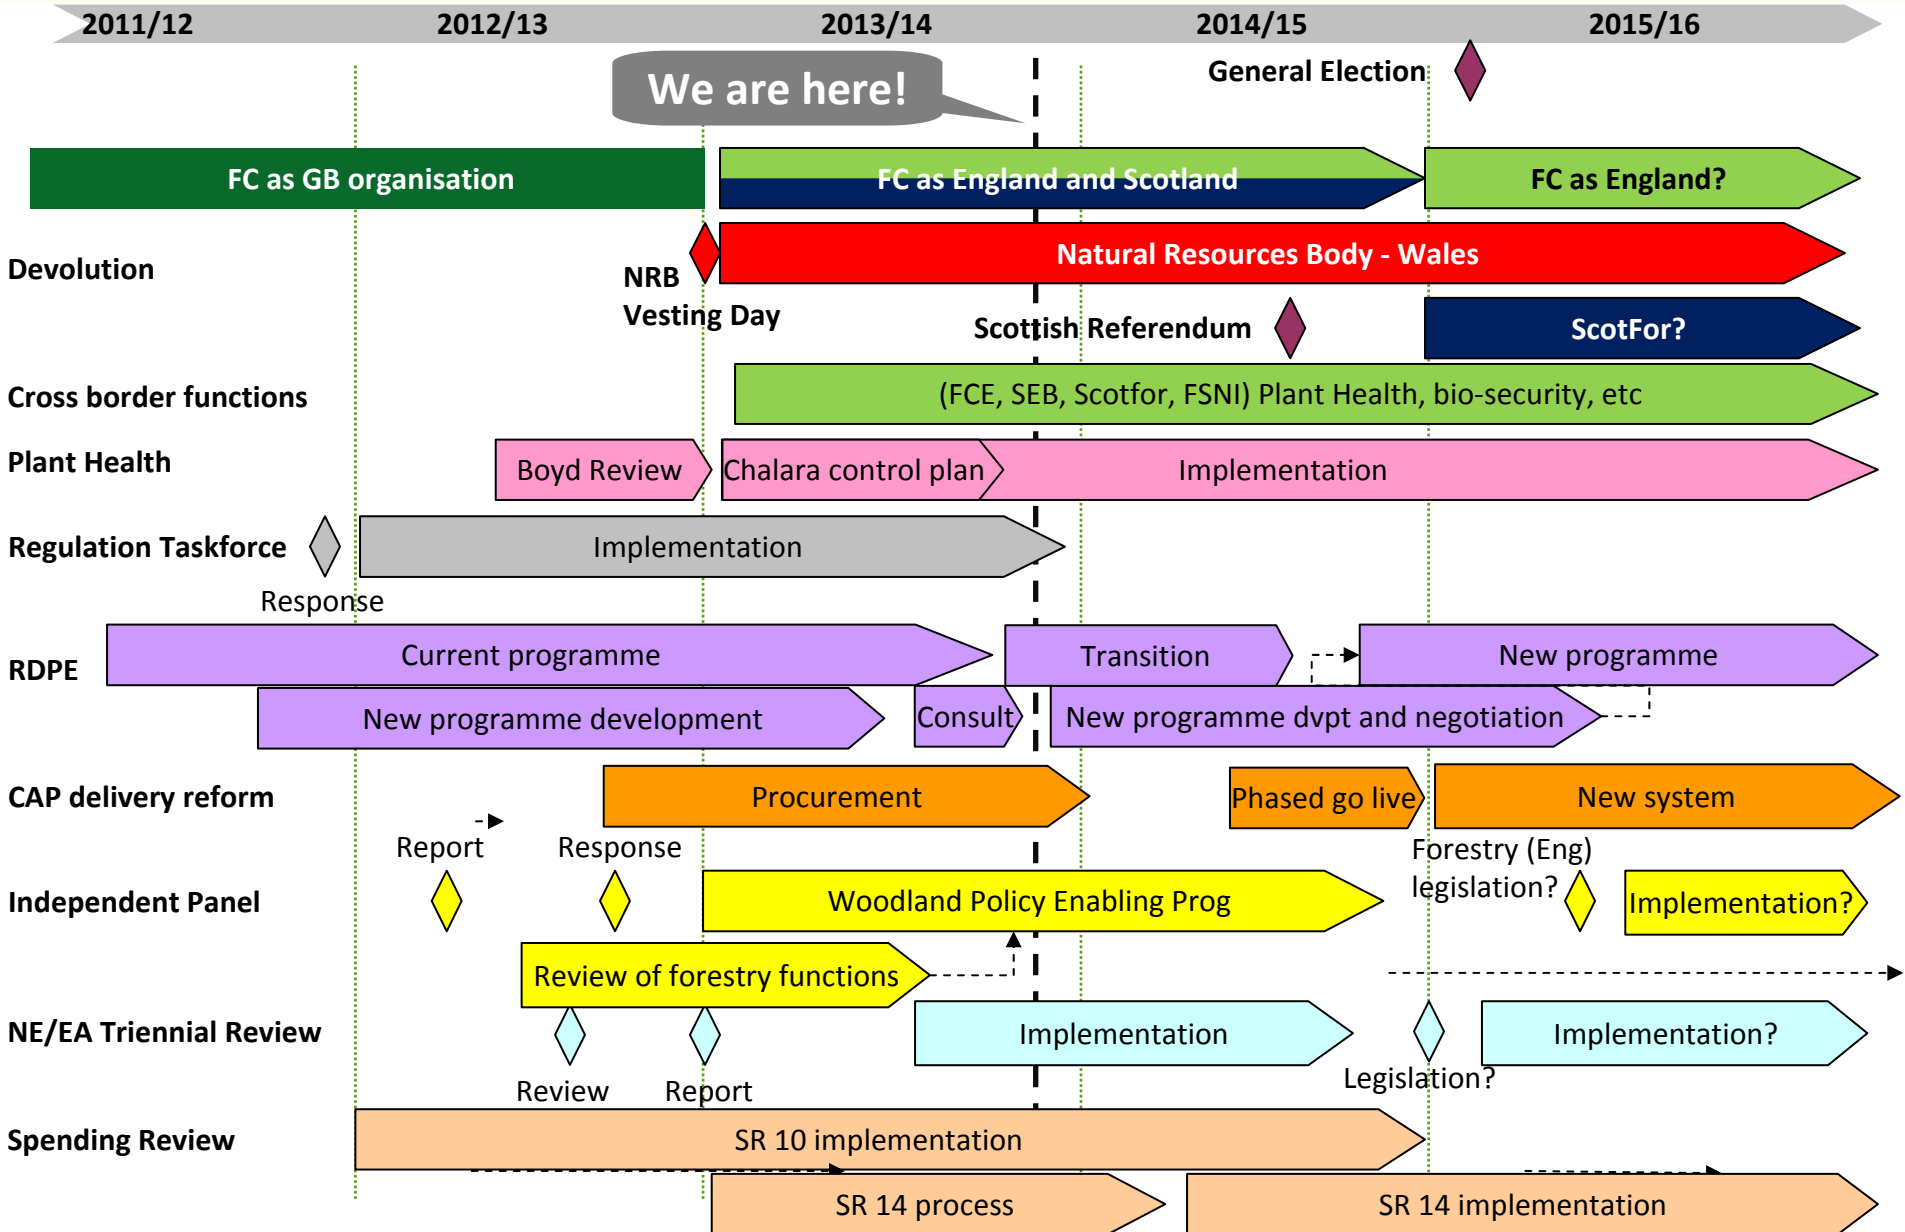 2011/12 2012/13 2013/14 2014/15 2015/16
General Election
We are here!
FC as GB organisation FC as England and Scotland FC as England?
Devolution
NRB
Vesting Day
Natural Resources Body - Wales
Scottish Referendum ScotFor?
Cross border functions (FCE, SEB, Scotfor, FSNI) Plant Health, bio-security, etc
Plant Health Boyd Review Chalara control plan Implementation
Regulation Taskforce Implementation
Response
RDPE Current programme Transition New programme
New programme development Consult New programme dvpt and negotiation
CAP delivery reform Procurement Phased go live New system
Report Response Forestry (Eng)
legislation?
Independent Panel Woodland Policy Enabling Prog Implementation?
Review of forestry functions
NE/EA Triennial Review Implementation Implementation?
Review Report Legislation?
Spending Review SR 10 implementation
SR 14 process SR 14 implementation